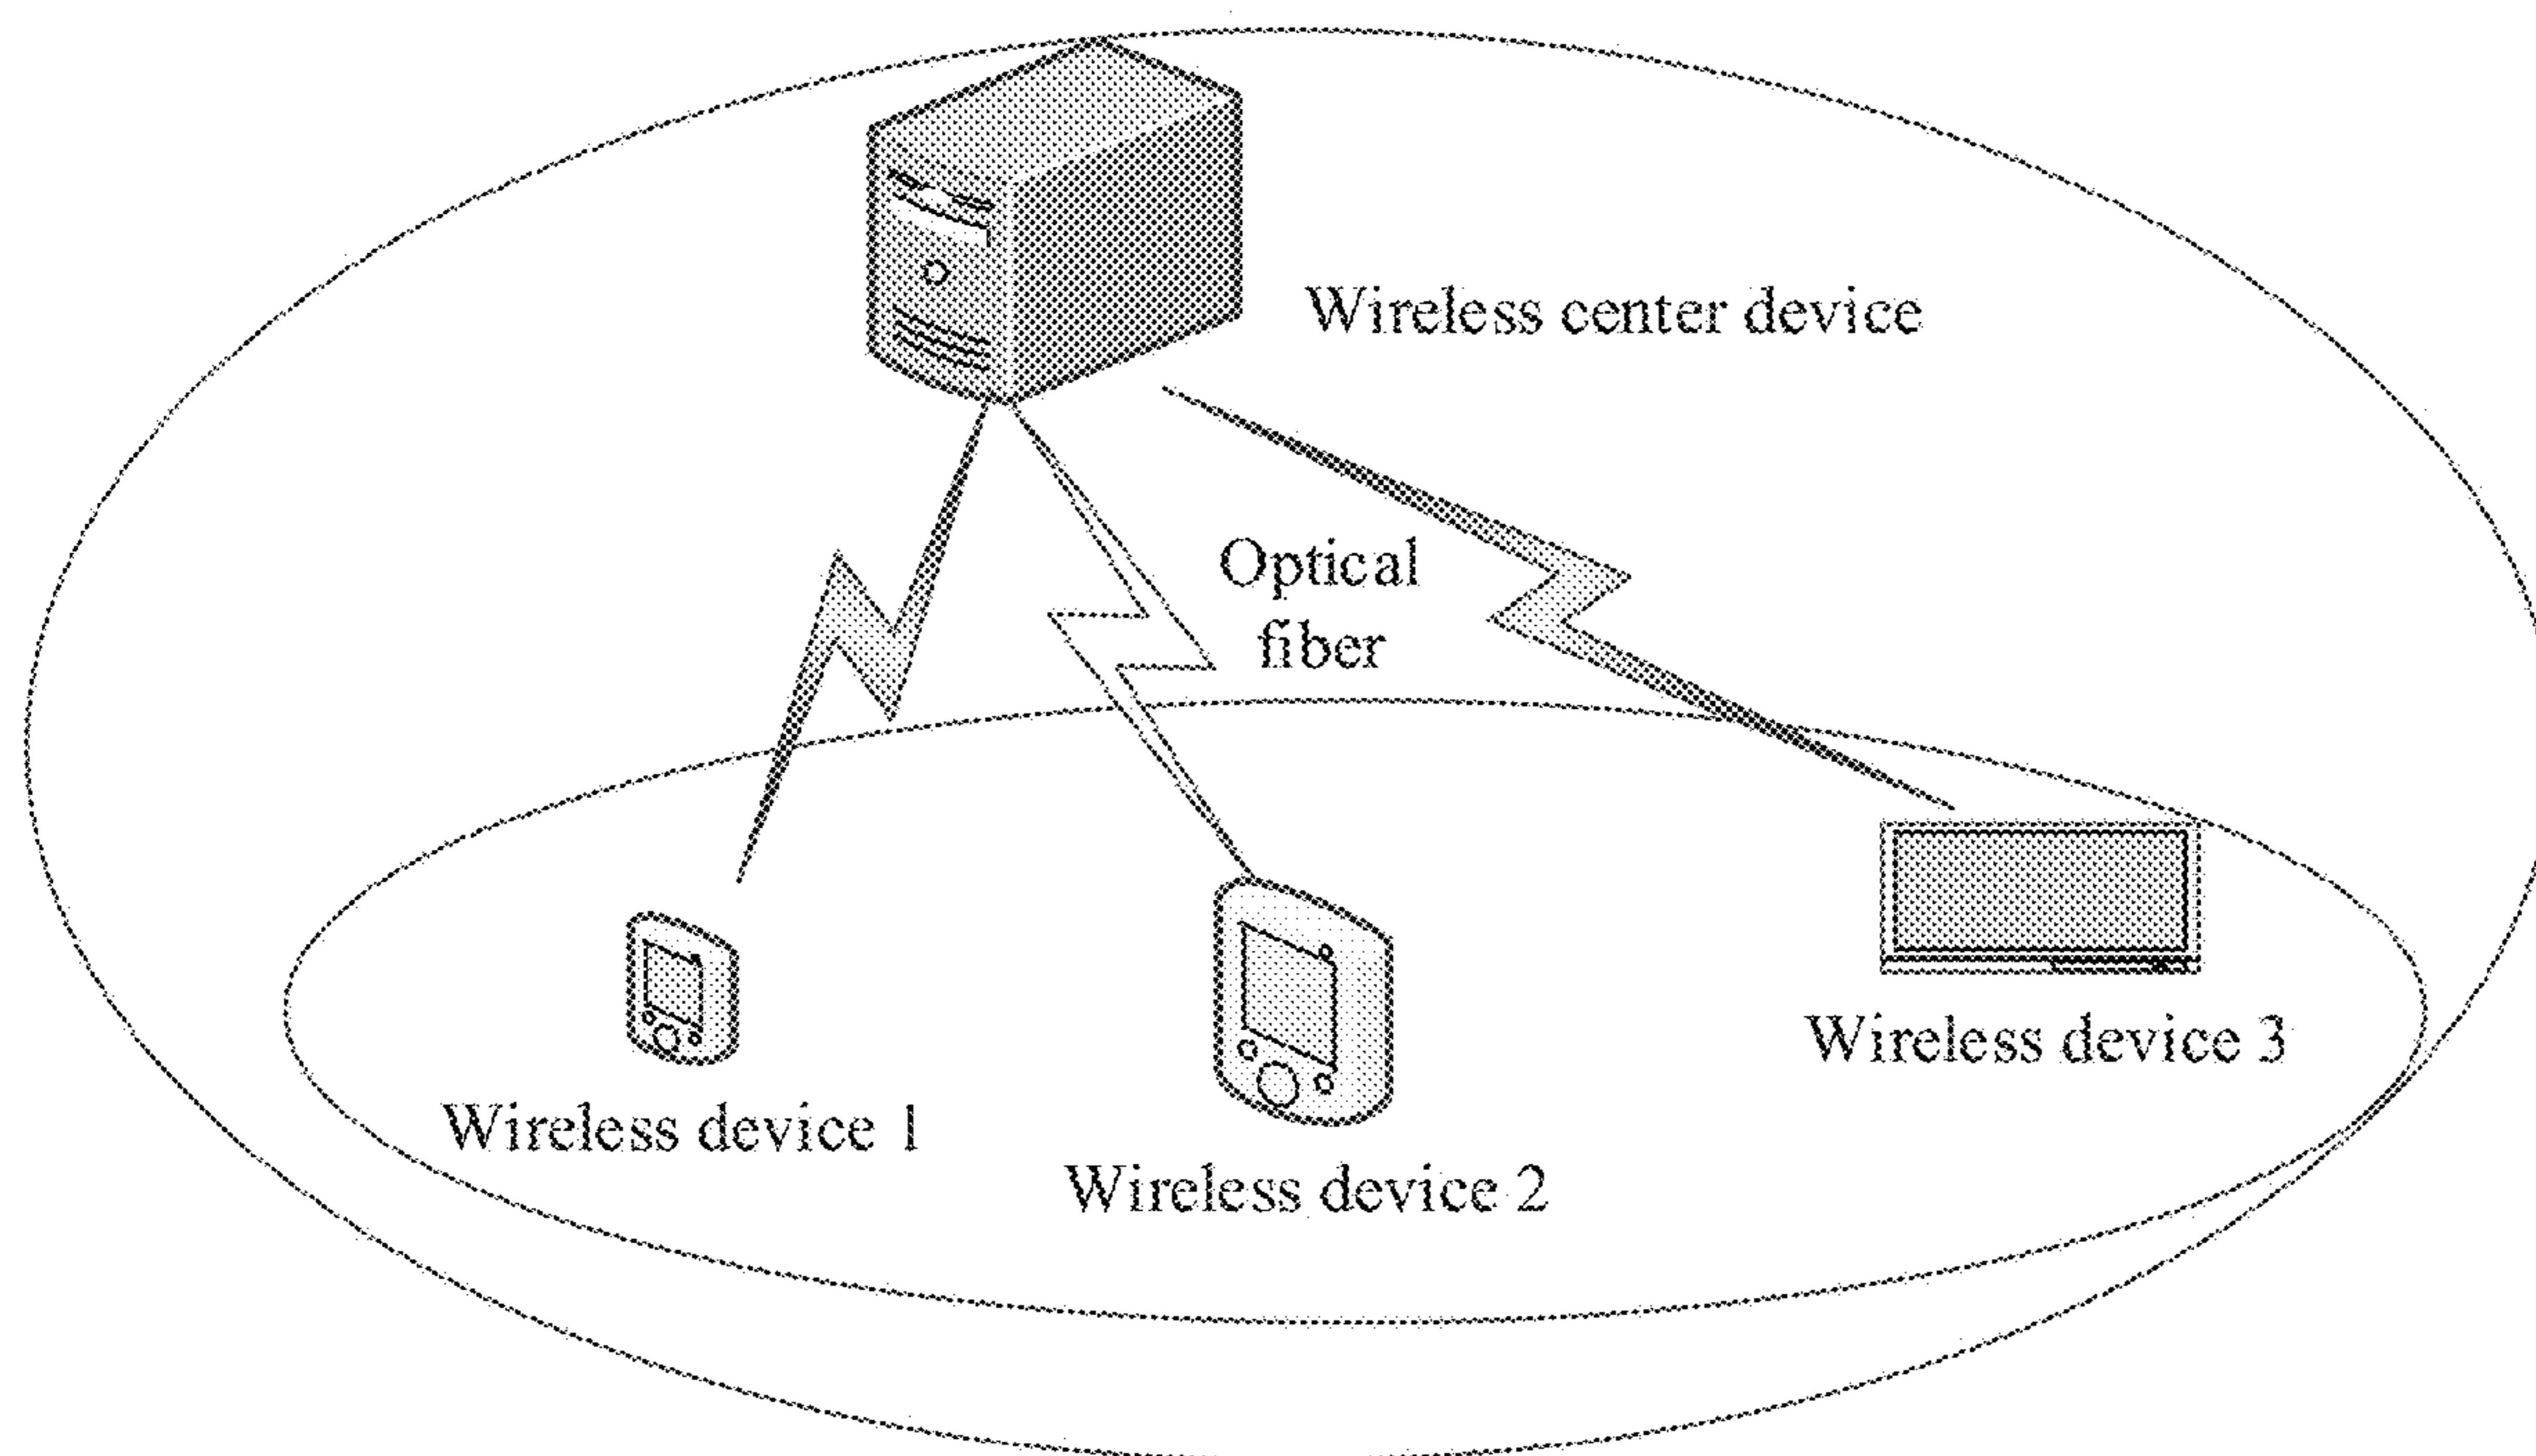 Wireless center device
Optical
fiber
Wireless device 3
Wireless device 1
Wireless device 2